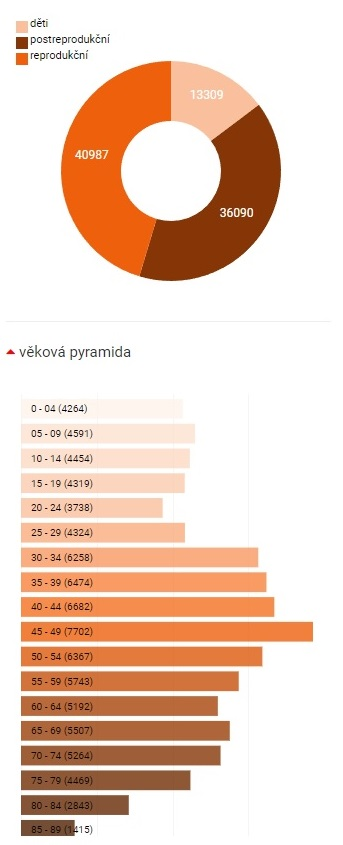 děti
postreprodukční
reprodukční
13309
40987
36090
věková pyramida
0 - 04 (4264)
05 - 09 (4591)
10 - 14 (4454)
15 - 19 (4319)
20 - 24 (3738)
25 - 29 (4324)
30 - 34 (6258)
35 - 39 (6474)
40 - 44 (6682)
45 - 49 (7702)
50 - 54 (6367)
55 - 59 (5743)
60 - 64 (5192)
65 - 69 (5507)
70 - 74 (5264)
75 - 79 (4469)
80 - 84 (2843)
85 - 89 (1415)